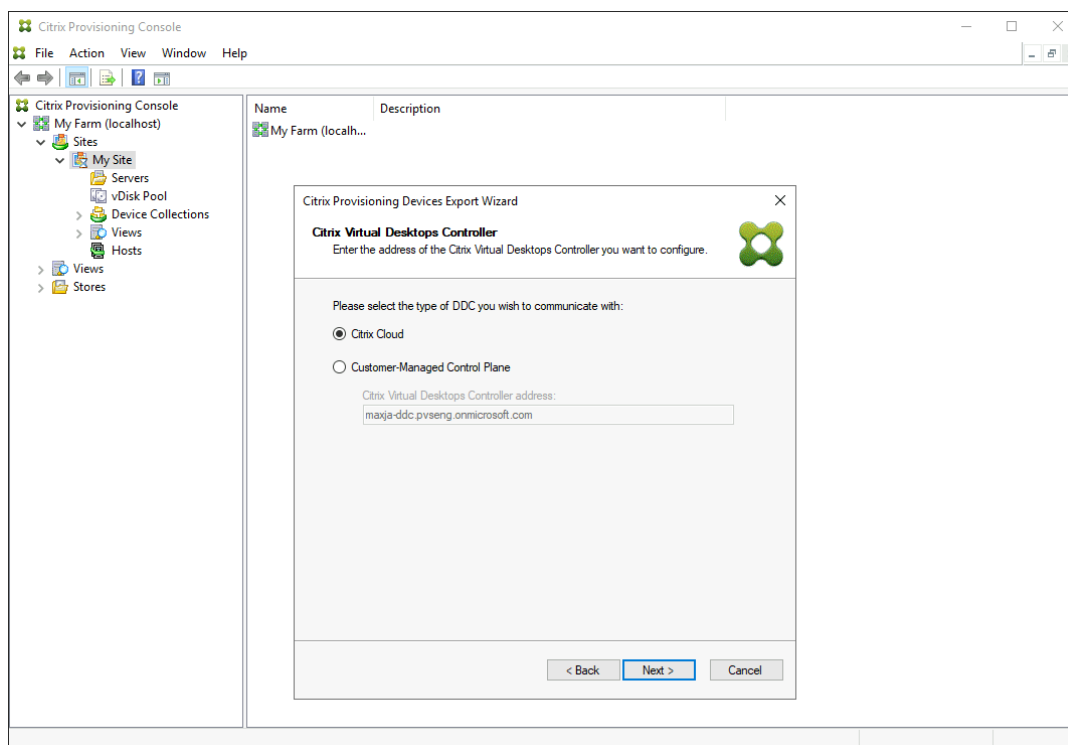 Citrix Provisioning Console
File Action View Window Help
Citrix Provisioning Console
My Farm (localhost)
Sites
My Site
Servers
vDisk Pool
Device Collections
Views
Hosts
Views
Stores
Name Description
My Farm (localh...
Citrix Provisioning Devices Export Wizard
Citrix Virtual Desktops Controller
Enter the address of the Citrix Virtual Desktops Controller you want to configure.
Please select the type of DDC you wish to communicate with:
Citrix Cloud
Customer-Managed Control Plane
Citrix Virtual Desktops Controller address:
maxja-ddc.pvseng.onmicrosoft.com
< Back Next > Cancel